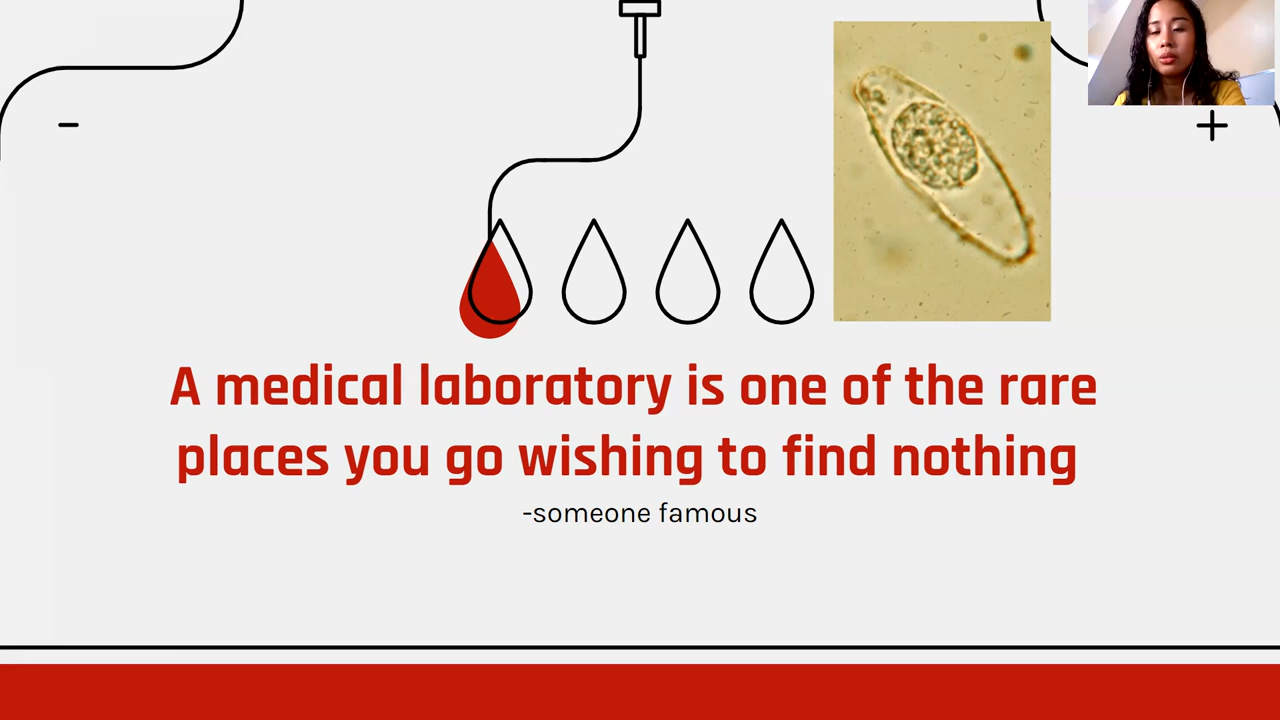 A medical laboratory is one of the rare
places you go wishing to find nothing
-someone famous